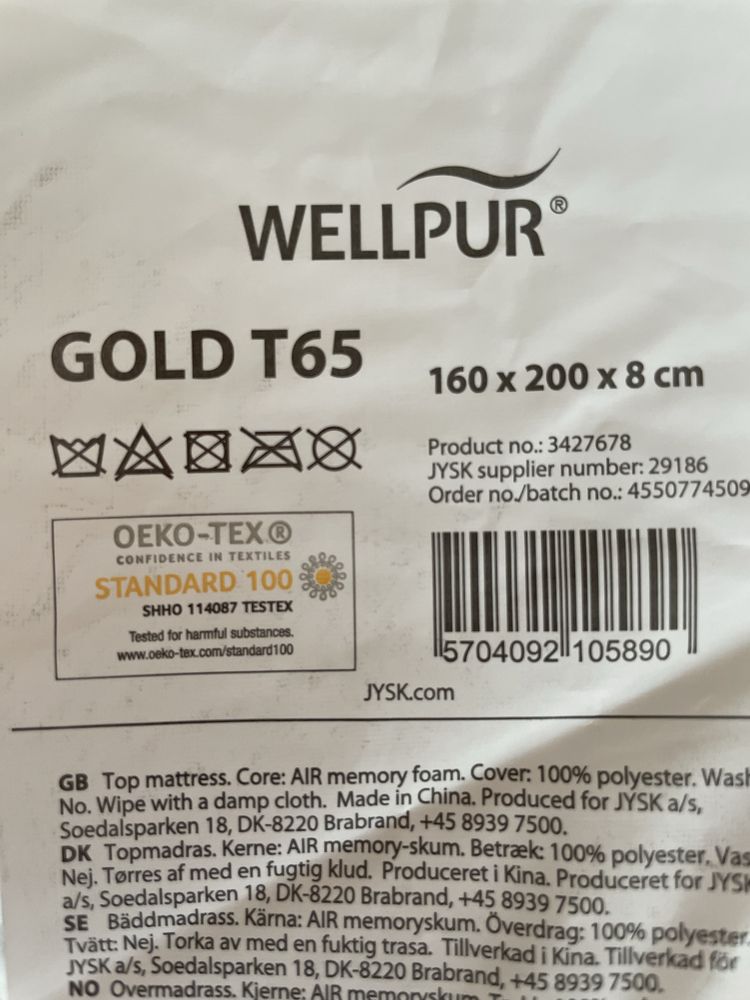 WELLPUR®
GOLD T65
160 x 200 x 8 cm
Product no.: 3427678
JYSK supplier number: 29186
Order no./batch no.: 4550774509
OEKO-TEX®
CONFIDENCE IN TEXTILES
STANDARD 100
SHHO 114087 TESTEX
Tested for harmful substances.
www.oeko-tex.com/standard100
5704092 105890
JYSK.com
GB Top mattress. Core: AIR memory foam. Cover: 100% polyester. Wash
No. Wipe with a damp cloth. Made in China. Produced for JYSK a/s,
Soedalsparken 18, DK-8220 Brabrand, +45 8939 7500.
DK Topmadras. Kerne: AIR memory-skum. Betræk: 100% polyester. Vas
Nej. Tørres af med en fugtig klud. Produceret i Kina. Produceret for JYSK
a/s, Soedalsparken 18, DK-8220 Brabrand, +45 8939 7500.
SE Bäddmadrass. Kärna: AIR memoryskum. Överdrag: 100% polyester.
Tvätt: Nej. Torka av med en fuktig trasa. Tillverkad i Kina. Tillverkad för
JYSK a/s, Soedalsparken 18, DK-8220 Brabrand, +45 8939 7500.
NO Overmadrass. Kjerne: AIR memoryskum.